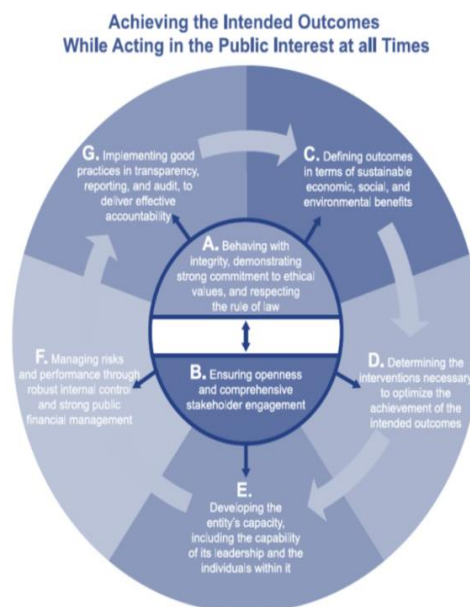 Achieving the Intended Outcomes
While Acting in the Public Interest at all Times
A. Behaving with
integrity, demonstrating
strong commitment to ethical
values, and respecting
the rule of law
B. Ensuring openness
and comprehensive
stakeholder engagement
C. Defining outcomes
in terms of sustainable
economic, social, and
environmental benefits
D. Determining the
interventions necessary
to optimize the
achievement of the
intended outcomes
E.
Developing the
entity's capacity,
including the capability
of its leadership and the
individuals within it
F. Managing risks
and performance through
robust internal control
and strong public
financial management
G. Implementing good
practices in transparency,
reporting, and audit, to
deliver effective
accountability